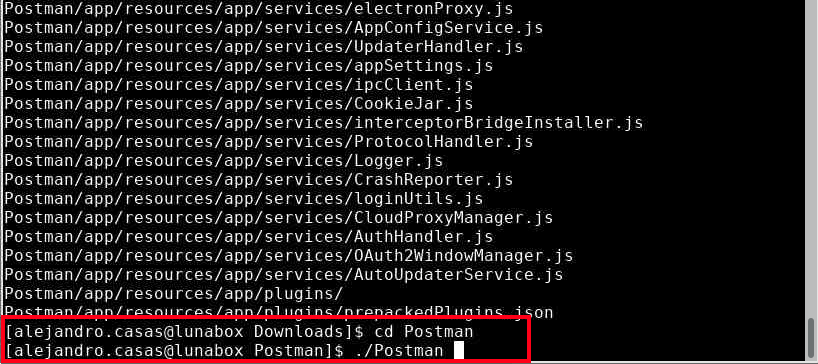 Postman/app/resources/app/services/electronProxy.js
Postman/app/resources/app/services/AppConfigService.js
Postman/app/resources/app/services/UpdaterHandler.js
Postman/app/resources/app/services/appSettings.js
Postman/app/resources/app/services/ipcClient.js
Postman/app/resources/app/services/CookieJar.js
Postman/app/resources/app/services/interceptorBridgeInstaller.js
Postman/app/resources/app/services/ProtocolHandler.js
Postman/app/resources/app/services/Logger.js
Postman/app/resources/app/services/CrashReporter.js
Postman/app/resources/app/services/loginUtils.js
Postman/app/resources/app/services/CloudProxyManager.js
Postman/app/resources/app/services/AuthHandler.js
Postman/app/resources/app/services/OAuth2WindowManager.js
Postman/app/resources/app/services/AutoUpdaterService.js
Postman/app/resources/app/plugins/
Postman/app/resources/app/plugins/prepackedPlugins.json
[alejandro.casas@lunabox Downloads]$ cd Postman
[alejandro.casas@lunabox Postman]$ ./Postman